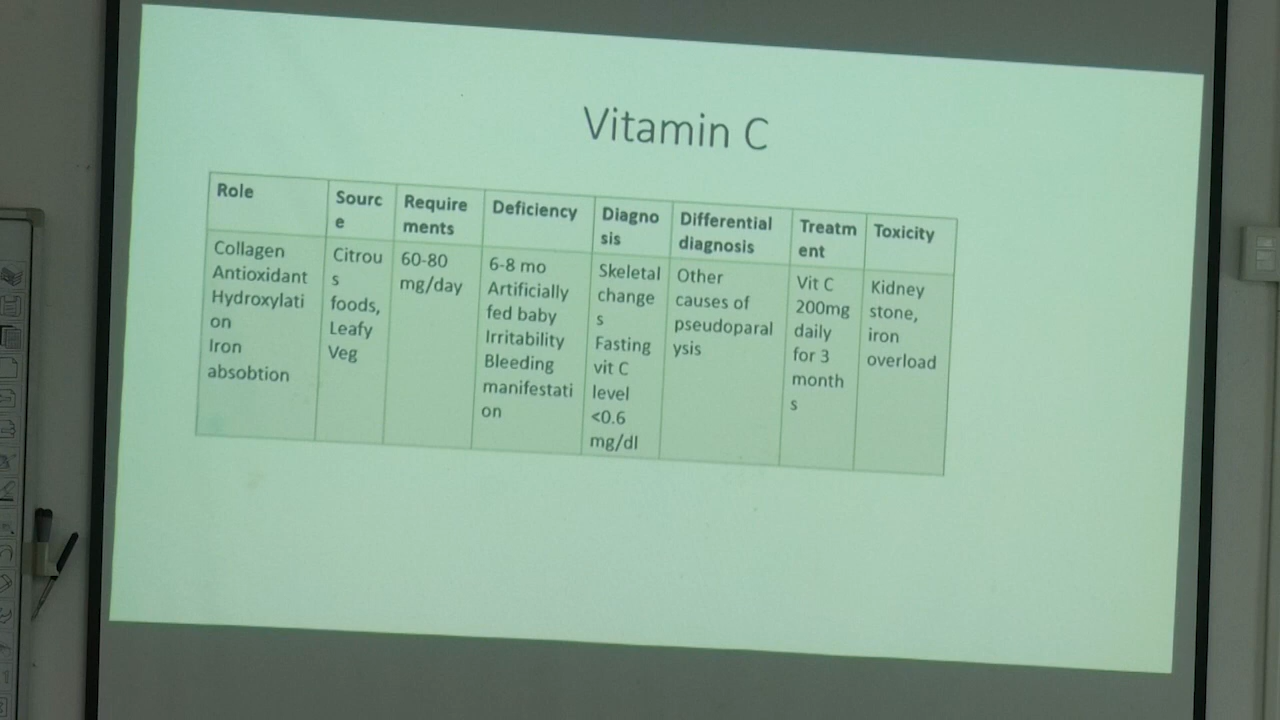 Vitamin C
Role
Sourc
e
Require
ments
Deficiency
Diagno
sis
Differential
diagnosis
Treatm
ent
Toxicity
Collagen
Antioxidant
Hydroxylati
on
Iron
absobtion
Citrou
s
foods,
Leafy
Veg
60-80
mg/day
6-8 mo
Artificially
fed baby
Irritability
Bleeding
manifestati
on
Skeletal
change
s
Fasting
vit C
level
<0.6
mg/dl
Other
causes of
pseudoparal
ysis
Vit C
200mg
daily
for 3
month
s
Kidney
stone,
iron
overload